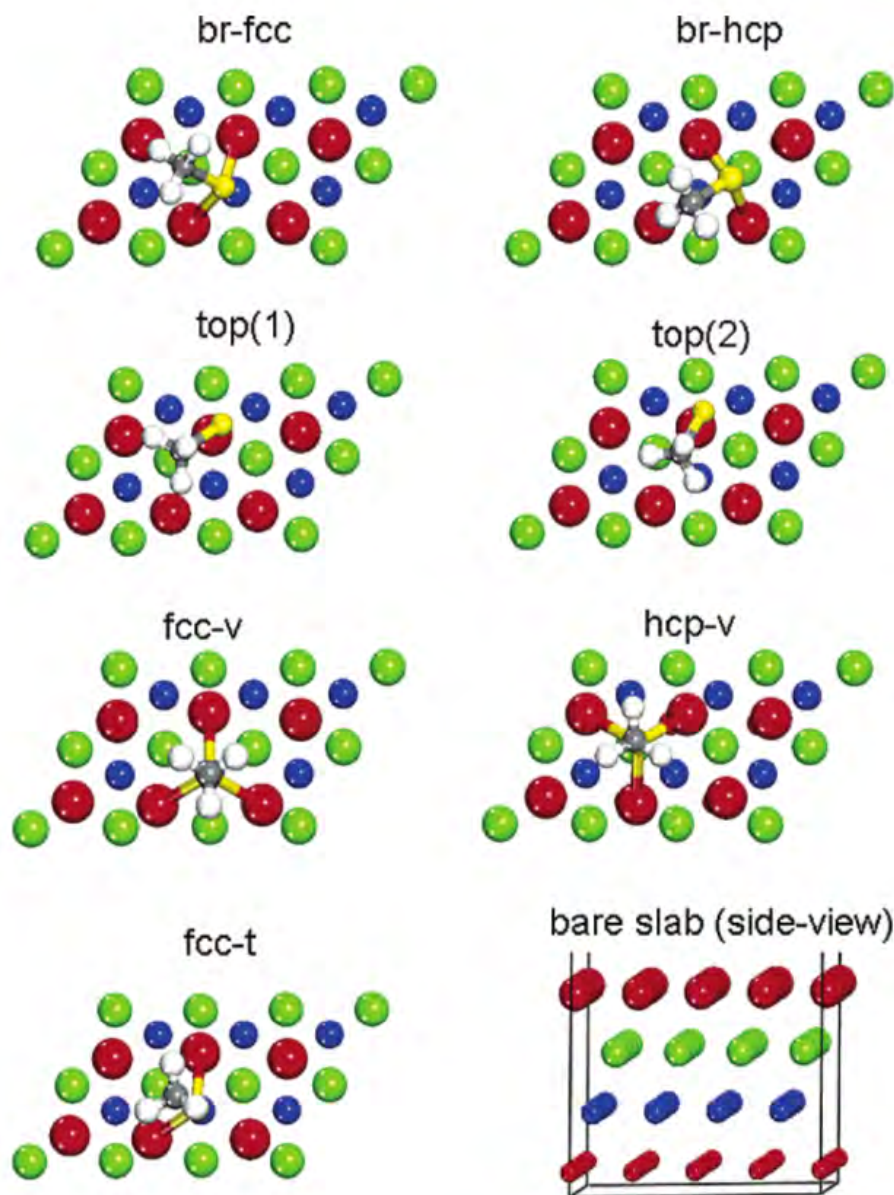 br-fcc
br-hcp
top(1)
top(2)
fcc-v
hcp-v
fcc-t
bare slab (side-view)